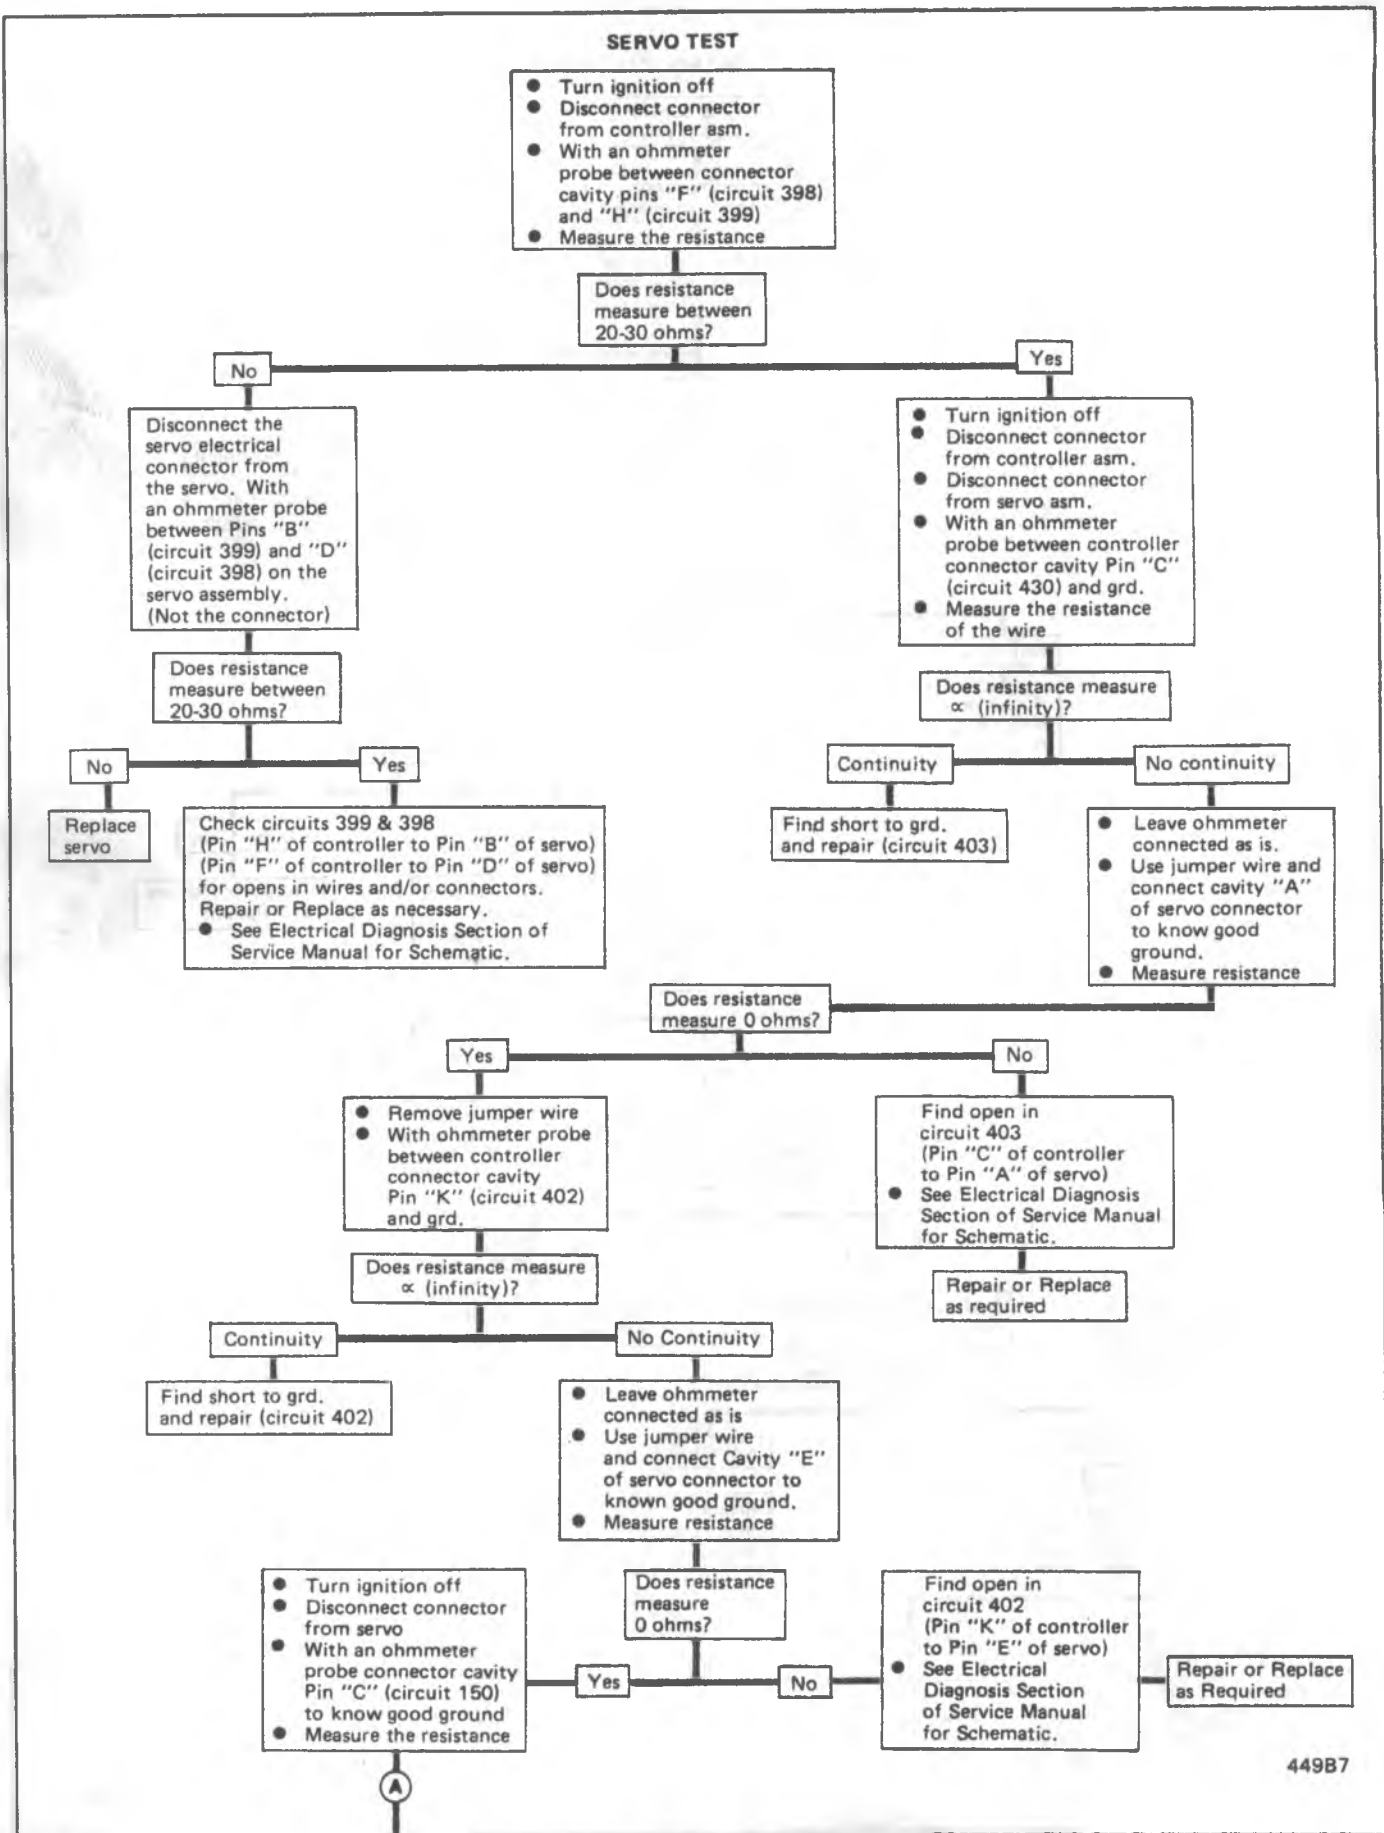 SERVO TEST
● Turn ignition off
● Disconnect connector
from controller asm.
● With an ohmmeter
probe between connector
cavity pins "F" (circuit 398)
and "H" (circuit 399)
● Measure the resistance
Does resistance
measure between
20-30 ohms?
No
Yes
Disconnect the
servo electrical
connector from
the servo. With
an ohmmeter probe
between Pins "B"
(circuit 399) and "D"
(circuit 398) on the
servo assembly.
(Not the connector)
● Turn ignition off
● Disconnect connector
from controller asm.
● Disconnect connector
from servo asm.
● With an ohmmeter
probe between controller
connector cavity Pin "C"
(circuit 430) and grd.
● Measure the resistance
of the wire
Does resistance
measure between
20-30 ohms?
Does resistance measure
∝ (infinity)?
No
Yes
Continuity
No continuity
Replace
servo
Check circuits 399 & 398
(Pin "H" of controller to Pin "B" of servo)
(Pin "F" of controller to Pin "D" of servo)
for opens in wires and/or connectors.
Repair or Replace as necessary.
● See Electrical Diagnosis Section of
Service Manual for Schematic.
Find short to grd.
and repair (circuit 403)
● Leave ohmmeter
connected as is.
● Use jumper wire and
connect cavity "A"
of servo connector
to know good
ground.
● Measure resistance
Does resistance
measure 0 ohms?
Yes
No
● Remove jumper wire
● With ohmmeter probe
between controller
connector cavity
Pin "K" (circuit 402)
and grd.
Find open in
circuit 403
(Pin "C" of controller
to Pin "A" of servo)
● See Electrical Diagnosis
Section of Service Manual
for Schematic.
Does resistance measure
∝ (infinity)?
Repair or Replace
as required
Continuity
No Continuity
Find short to grd.
and repair (circuit 402)
● Leave ohmmeter
connected as is
● Use jumper wire
and connect Cavity "E"
of servo connector to
known good ground.
● Measure resistance
● Turn ignition off
● Disconnect connector
from servo
● With an ohmmeter
probe connector cavity
Pin "C" (circuit 150)
to know good ground
● Measure the resistance
Does resistance
measure
0 ohms?
Yes
No
Find open in
circuit 402
(Pin "K" of controller
to Pin "E" of servo)
● See Electrical
Diagnosis Section
of Service Manual
for Schematic.
Repair or Replace
as Required
A
449B7